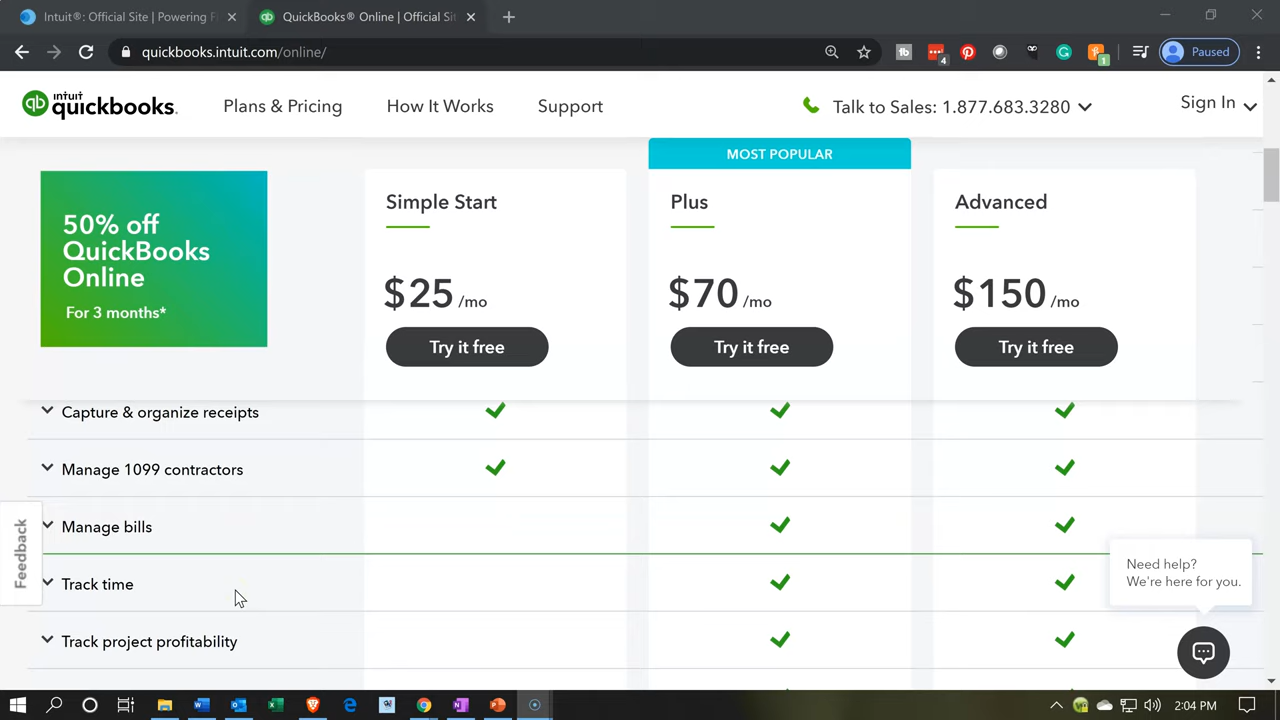 Intuit®: Official Site | Powering F
QuickBooks® Online | Official Sit
quickbooks.intuit.com/online/
4
1
Paused
intuit
quickbooks.
Plans & Pricing
How It Works
Support
Talk to Sales: 1.877.683.3280
Sign In
MOST POPULAR
50% off
QuickBooks
Online
For 3 months*
Simple Start
$25 /mo
Try it free
Plus
$70 /mo
Try it free
Advanced
$150 /mo
Try it free
Capture & organize receipts
Manage 1099 contractors
Manage bills
Track time
Track project profitability
Feedback
Need help?
We're here for you.
2:04 PM